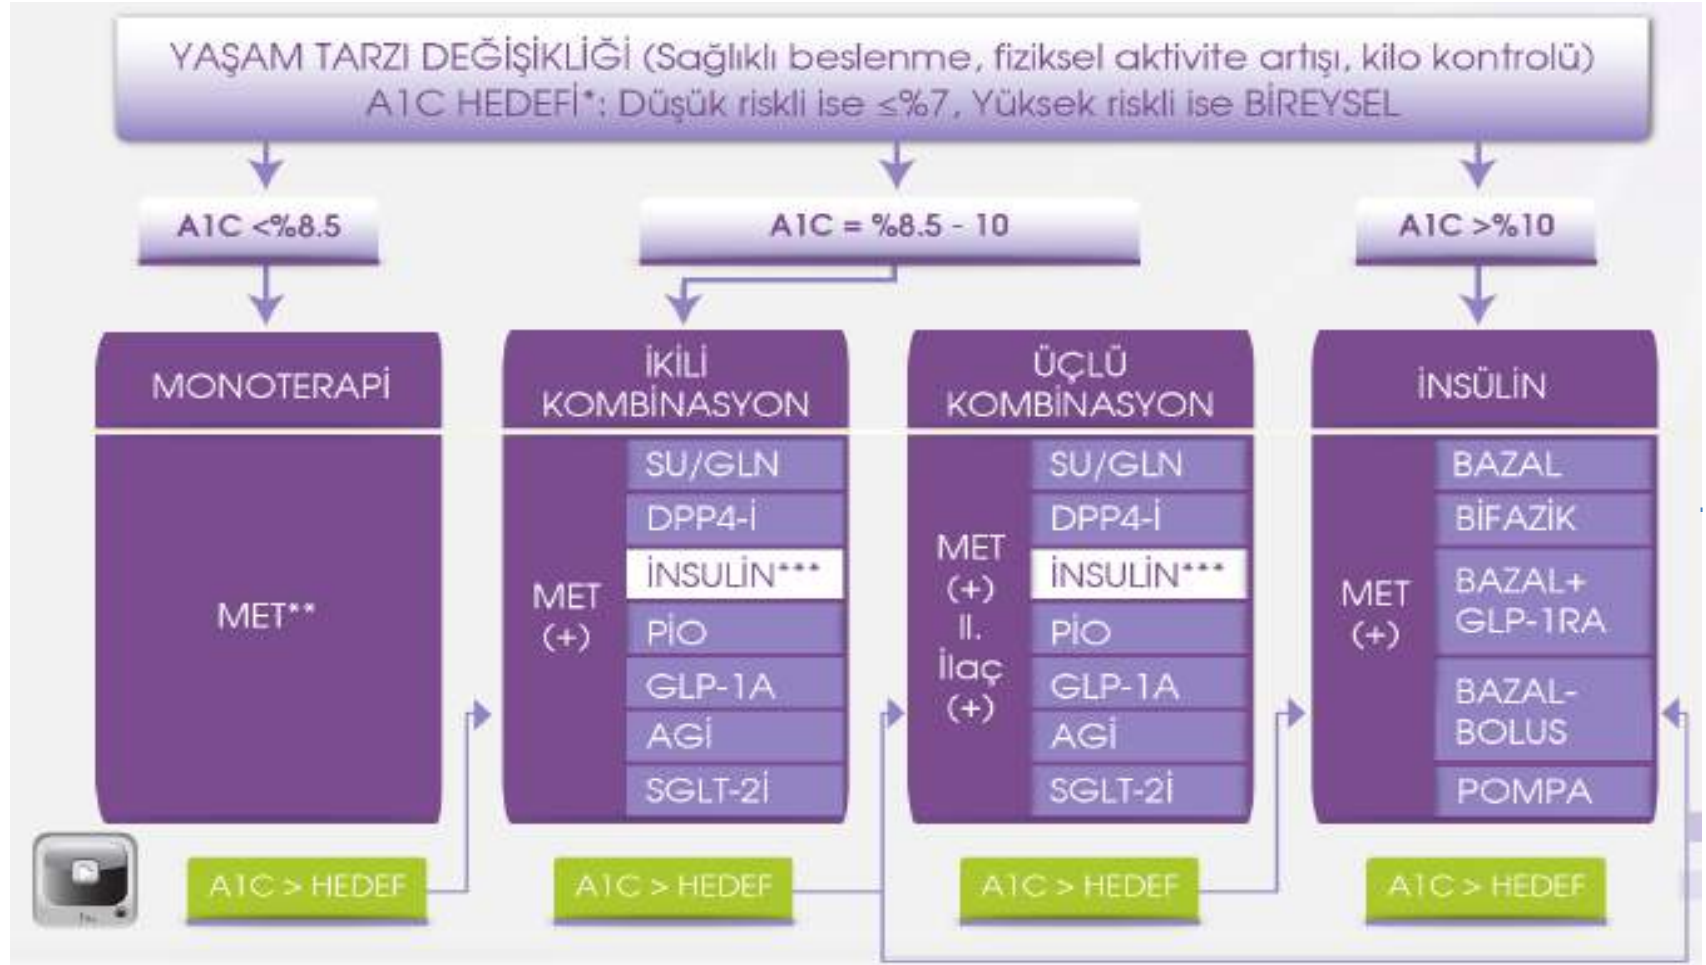 YAŞAM TARZI DEĞİŞİKLİĞİ (Sağlıklı beslenme, fiziksel aktivite artışı, kilo kontrolü)
A1C HEDEFİ*: Düşük riskli ise ≤%7, Yüksek riskli ise BİREYSEL
A1C <%8.5
A1C = %8.5 - 10
A1C >%10
MONOTERAPİ
MET**
A1C > HEDEF
İKİLİ
KOMBİNASYON
MET
(+)
SU/GLN
DPP4-İ
İNSULİN***
PİO
GLP-1A
AGİ
SGLT-2İ
A1C > HEDEF
ÜÇLÜ
KOMBİNASYON
MET
(+)
II.
İlaç
(+)
SU/GLN
DPP4-İ
İNSULİN***
PİO
GLP-1A
AGİ
SGLT-2İ
A1C > HEDEF
İNSÜLİN
MET
(+)
BAZAL
BİFAZİK
BAZAL+
GLP-1RA
BAZAL-
BOLUS
POMPA
A1C > HEDEF